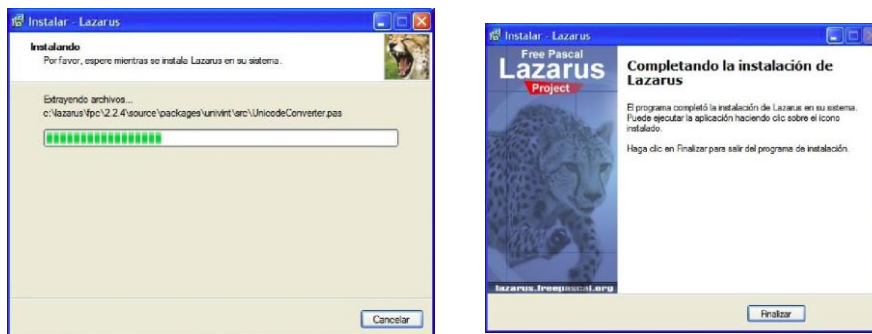 Instalar - Lazarus
Instalando
Por favor, espere mientras se instala Lazarus en su sistema.
Extrayendo archivos...
c:\lazarus\fpc\2.2.4\source\packages\univint\src\UnicodeConverter.pas
Cancelar
Instalar - Lazarus
Free Pascal
Lazarus
Project
lazarus.freepascal.org
Completando la instalación de
Lazarus
El programa completó la instalación de Lazarus en su sistema.
Puede ejecutar la aplicación haciendo clic sobre el icono
instalado.
Haga clic en Finalizar para salir del programa de instalación.
Finalizar